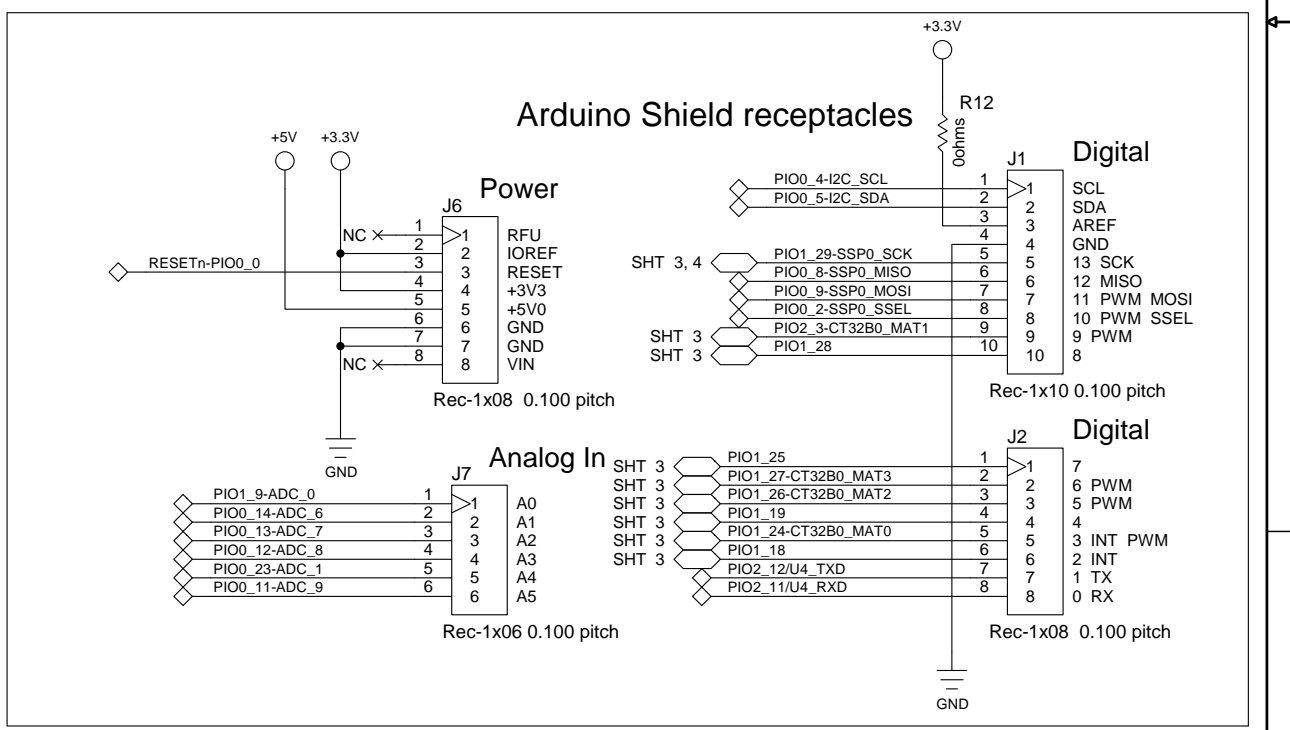 Arduino Shield receptacles
+3.3V
R12
0ohms
+5V
+3.3V
Power
J6
NC 1 1 RFU
2 2 IOREF
RESETn-PIO0_0 3 3 RESET
4 4 +3V3
5 5 +5V0
6 6 GND
7 7 GND
NC 8 8 VIN
Rec-1x08 0.100 pitch
GND
Analog In
J7
PIO1_9-ADC_0 1 1 A0
PIO0_14-ADC_6 2 2 A1
PIO0_13-ADC_7 3 3 A2
PIO0_12-ADC_8 4 4 A3
PIO0_23-ADC_1 5 5 A4
PIO0_11-ADC_9 6 6 A5
Rec-1x06 0.100 pitch
J1
Digital
PIO0_4-I2C_SCL 1 1 SCL
PIO0_5-I2C_SDA 2 2 SDA
3 3 AREF
4 4 GND
SHT 3, 4 PIO1_29-SSP0_SCK 5 5 13 SCK
PIO0_8-SSP0_MISO 6 6 12 MISO
PIO0_9-SSP0_MOSI 7 7 11 PWM MOSI
PIO0_2-SSP0_SSEL 8 8 10 PWM SSEL
SHT 3 PIO2_3-CT32B0_MAT1 9 9 9 PWM
SHT 3 PIO1_28 10 10 8
Rec-1x10 0.100 pitch
J2
Digital
SHT 3 PIO1_25 1 1 7
SHT 3 PIO1_27-CT32B0_MAT3 2 2 6 PWM
SHT 3 PIO1_26-CT32B0_MAT2 3 3 5 PWM
SHT 3 PIO1_19 4 4 4
SHT 3 PIO1_24-CT32B0_MAT0 5 5 3 INT PWM
SHT 3 PIO1_18 6 6 2 INT
PIO2_12/U4_TXD 7 7 1 TX
PIO2_11/U4_RXD 8 8 0 RX
Rec-1x08 0.100 pitch
GND